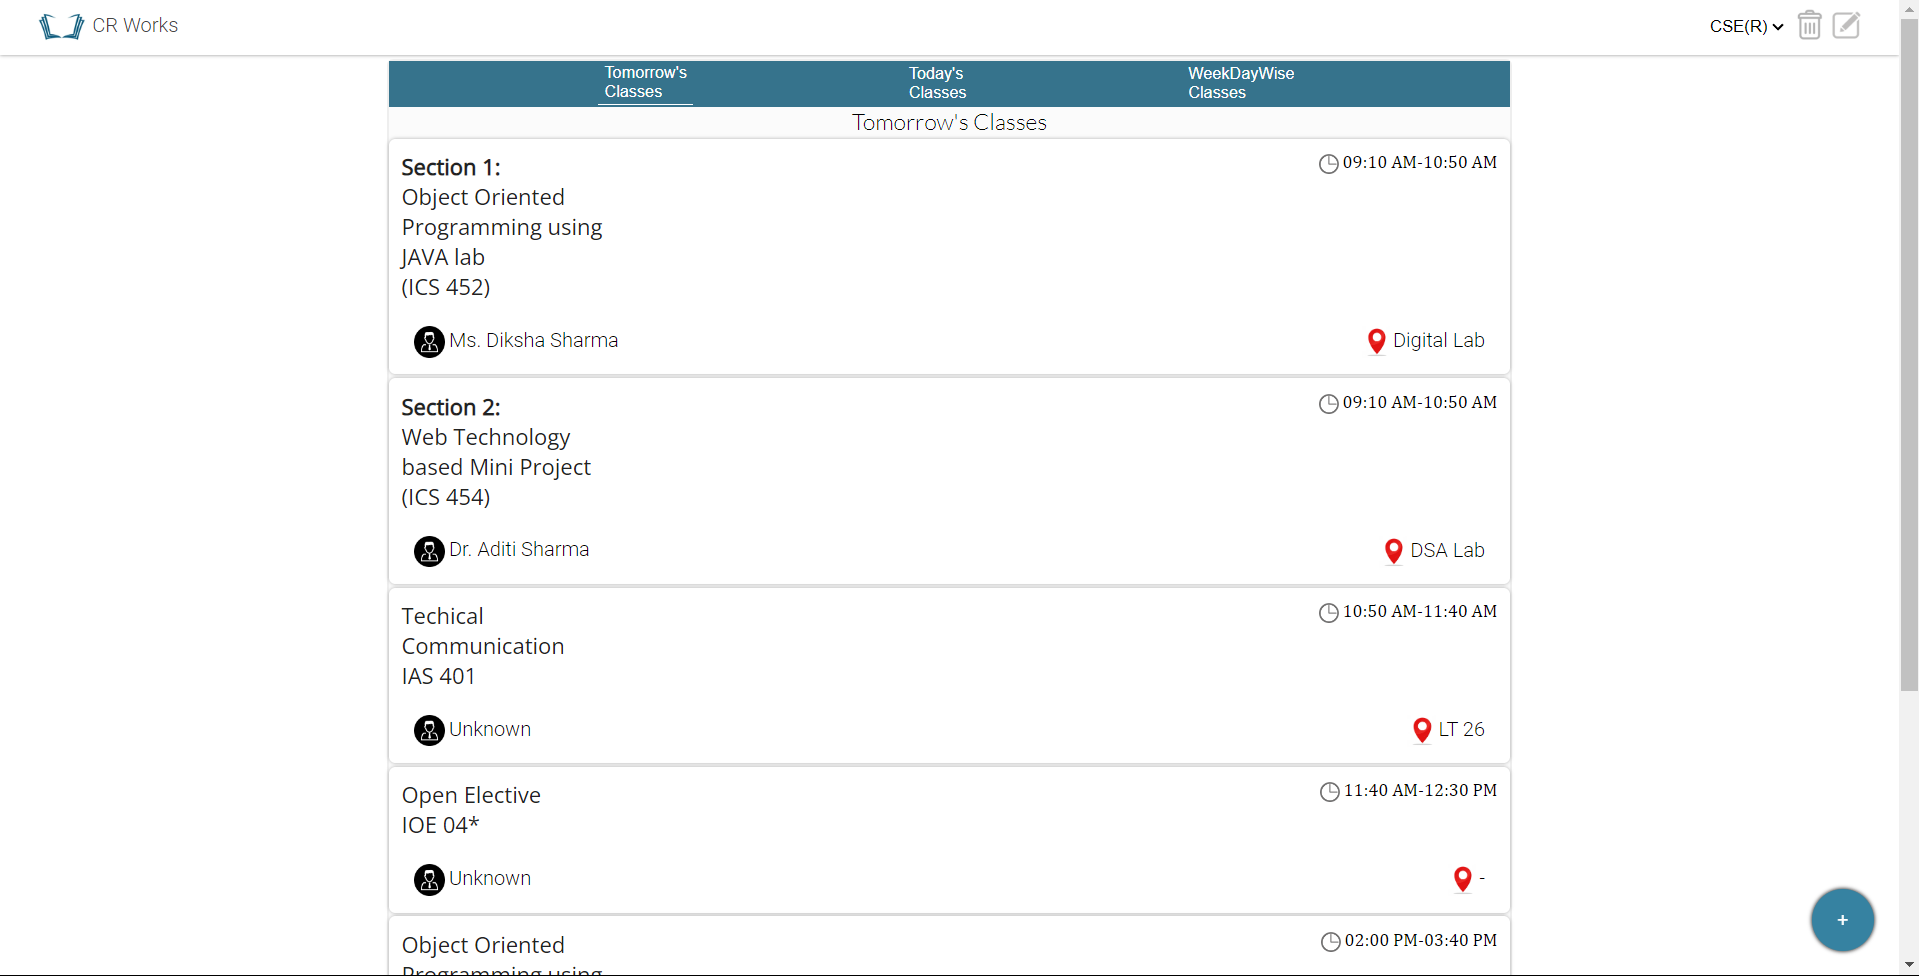 CR Works
CSE(R)
Tomorrow's
Classes
Today's
Classes
WeekDayWise
Classes
Tomorrow's Classes
Section 1:
09:10 AM-10:50 AM
Object Oriented
Programming using
JAVA lab
(ICS 452)
Ms. Diksha Sharma
Digital Lab
Section 2:
09:10 AM-10:50 AM
Web Technology
based Mini Project
(ICS 454)
Dr. Aditi Sharma
DSA Lab
Techical
10:50 AM-11:40 AM
Communication
IAS 401
Unknown
LT 26
Open Elective
11:40 AM-12:30 PM
IOE 04*
Unknown
-
+
Object Oriented
02:00 PM-03:40 PM
Programming using